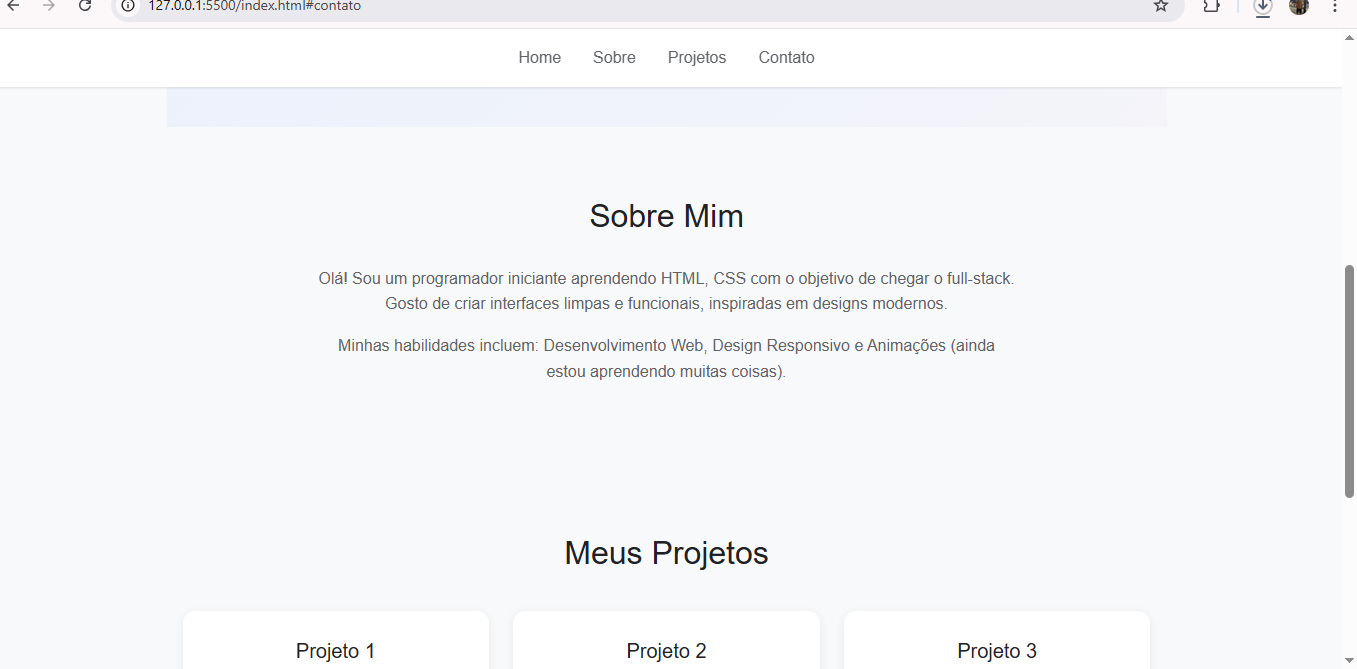 127.0.0.1:5500/index.html#contato
Home Sobre Projetos Contato
Sobre Mim
Olá! Sou um programador iniciante aprendendo HTML, CSS com o objetivo de chegar o full-stack.
Gosto de criar interfaces limpas e funcionais, inspiradas em designs modernos.
Minhas habilidades incluem: Desenvolvimento Web, Design Responsivo e Animações (ainda
estou aprendendo muitas coisas).
Meus Projetos
Projeto 1 Projeto 2 Projeto 3